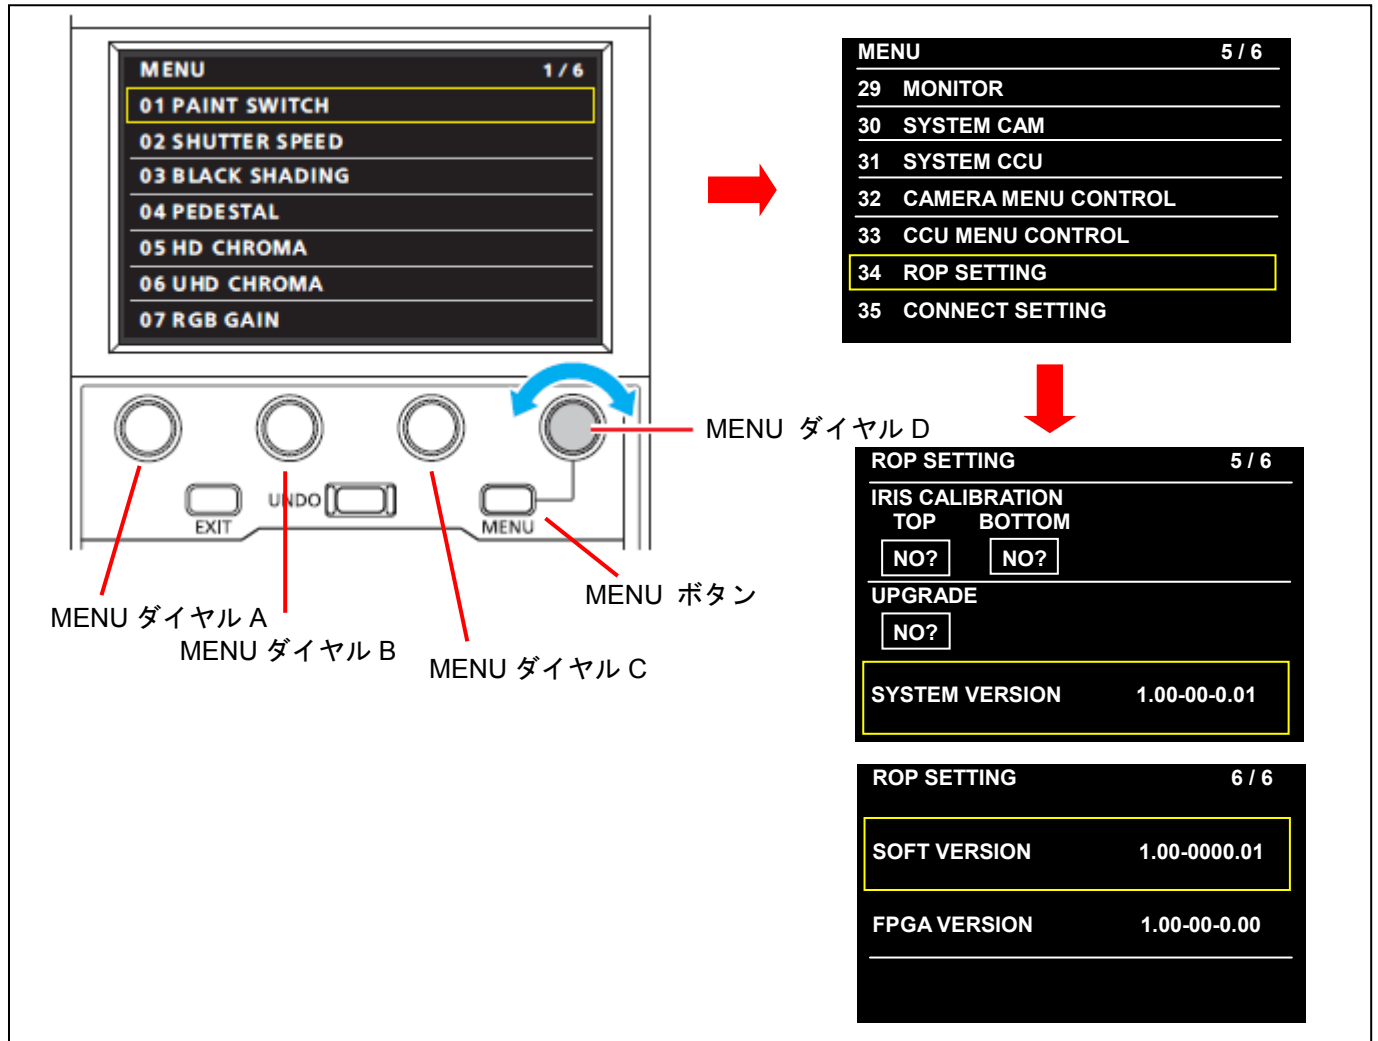 MENU 1 / 6
01 PAINT SWITCH
02 SHUTTER SPEED
03 BLACK SHADING
04 PEDESTAL
05 HD CHROMA
06 UHD CHROMA
07 RGB GAIN
EXIT
UNDO
MENU
MENU ダイヤル D
MENU ボタン
MENU ダイヤル A
MENU ダイヤル B
MENU ダイヤル C
MENU 5 / 6
29 MONITOR
30 SYSTEM CAM
31 SYSTEM CCU
32 CAMERA MENU CONTROL
33 CCU MENU CONTROL
34 ROP SETTING
35 CONNECT SETTING
ROP SETTING 5 / 6
IRIS CALIBRATION
TOP BOTTOM
NO? NO?
UPGRADE
NO?
SYSTEM VERSION 1.00-00-0.01
ROP SETTING 6 / 6
SOFT VERSION 1.00-0000.01
FPGA VERSION 1.00-00-0.00